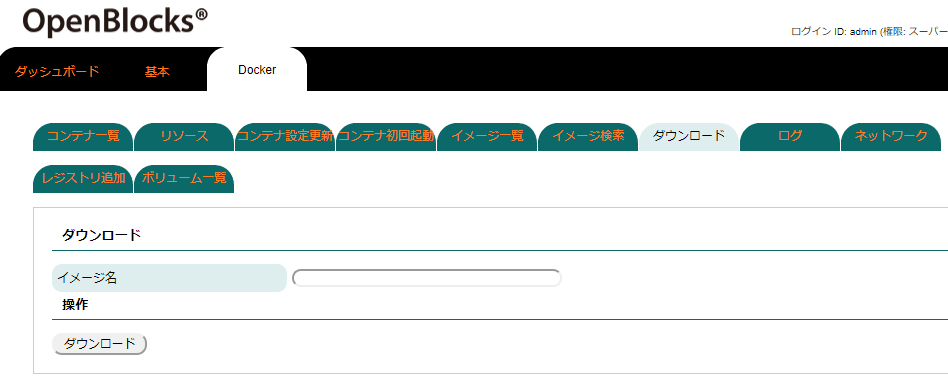 OpenBlocks®
ログイン ID: admin (権限: スーパー
ダッシュボード 基本 Docker
コンテナ一覧 リソース コンテナ設定更新 コンテナ初回起動 イメージ一覧 イメージ検索 ダウンロード ログ ネットワーク
レジストリ追加 ボリューム一覧
ダウンロード
イメージ名
操作
ダウンロード